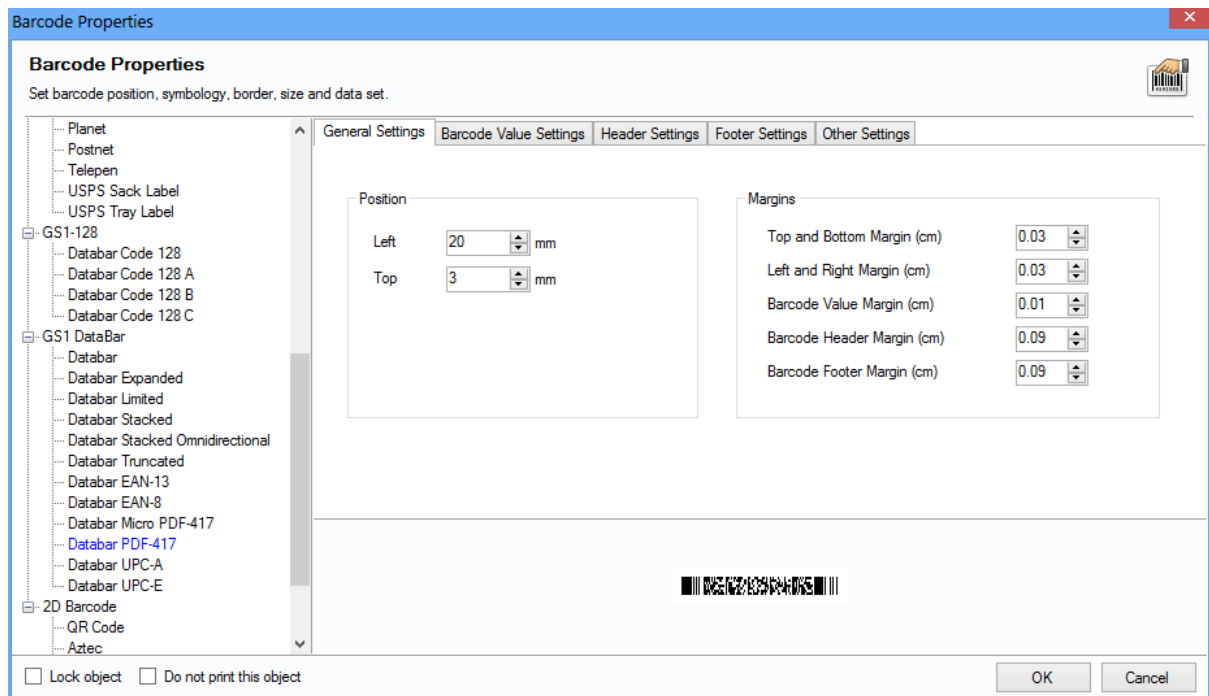 Barcode Properties
Barcode Properties
Set barcode position, symbology, border, size and data set.
Planet
Postnet
Telepen
USPS Sack Label
USPS Tray Label
GS1-128
Databar Code 128
Databar Code 128 A
Databar Code 128 B
Databar Code 128 C
GS1 DataBar
Databar
Databar Expanded
Databar Limited
Databar Stacked
Databar Stacked Omnidirectional
Databar Truncated
Databar EAN-13
Databar EAN-8
Databar Micro PDF-417
Databar PDF-417
Databar UPC-A
Databar UPC-E
2D Barcode
QR Code
Aztec
General Settings Barcode Value Settings Header Settings Footer Settings Other Settings
Position
Left 20 mm
Top 3 mm
Margins
Top and Bottom Margin (cm) 0.03
Left and Right Margin (cm) 0.03
Barcode Value Margin (cm) 0.01
Barcode Header Margin (cm) 0.09
Barcode Footer Margin (cm) 0.09
Lock object Do not print this object
OK Cancel